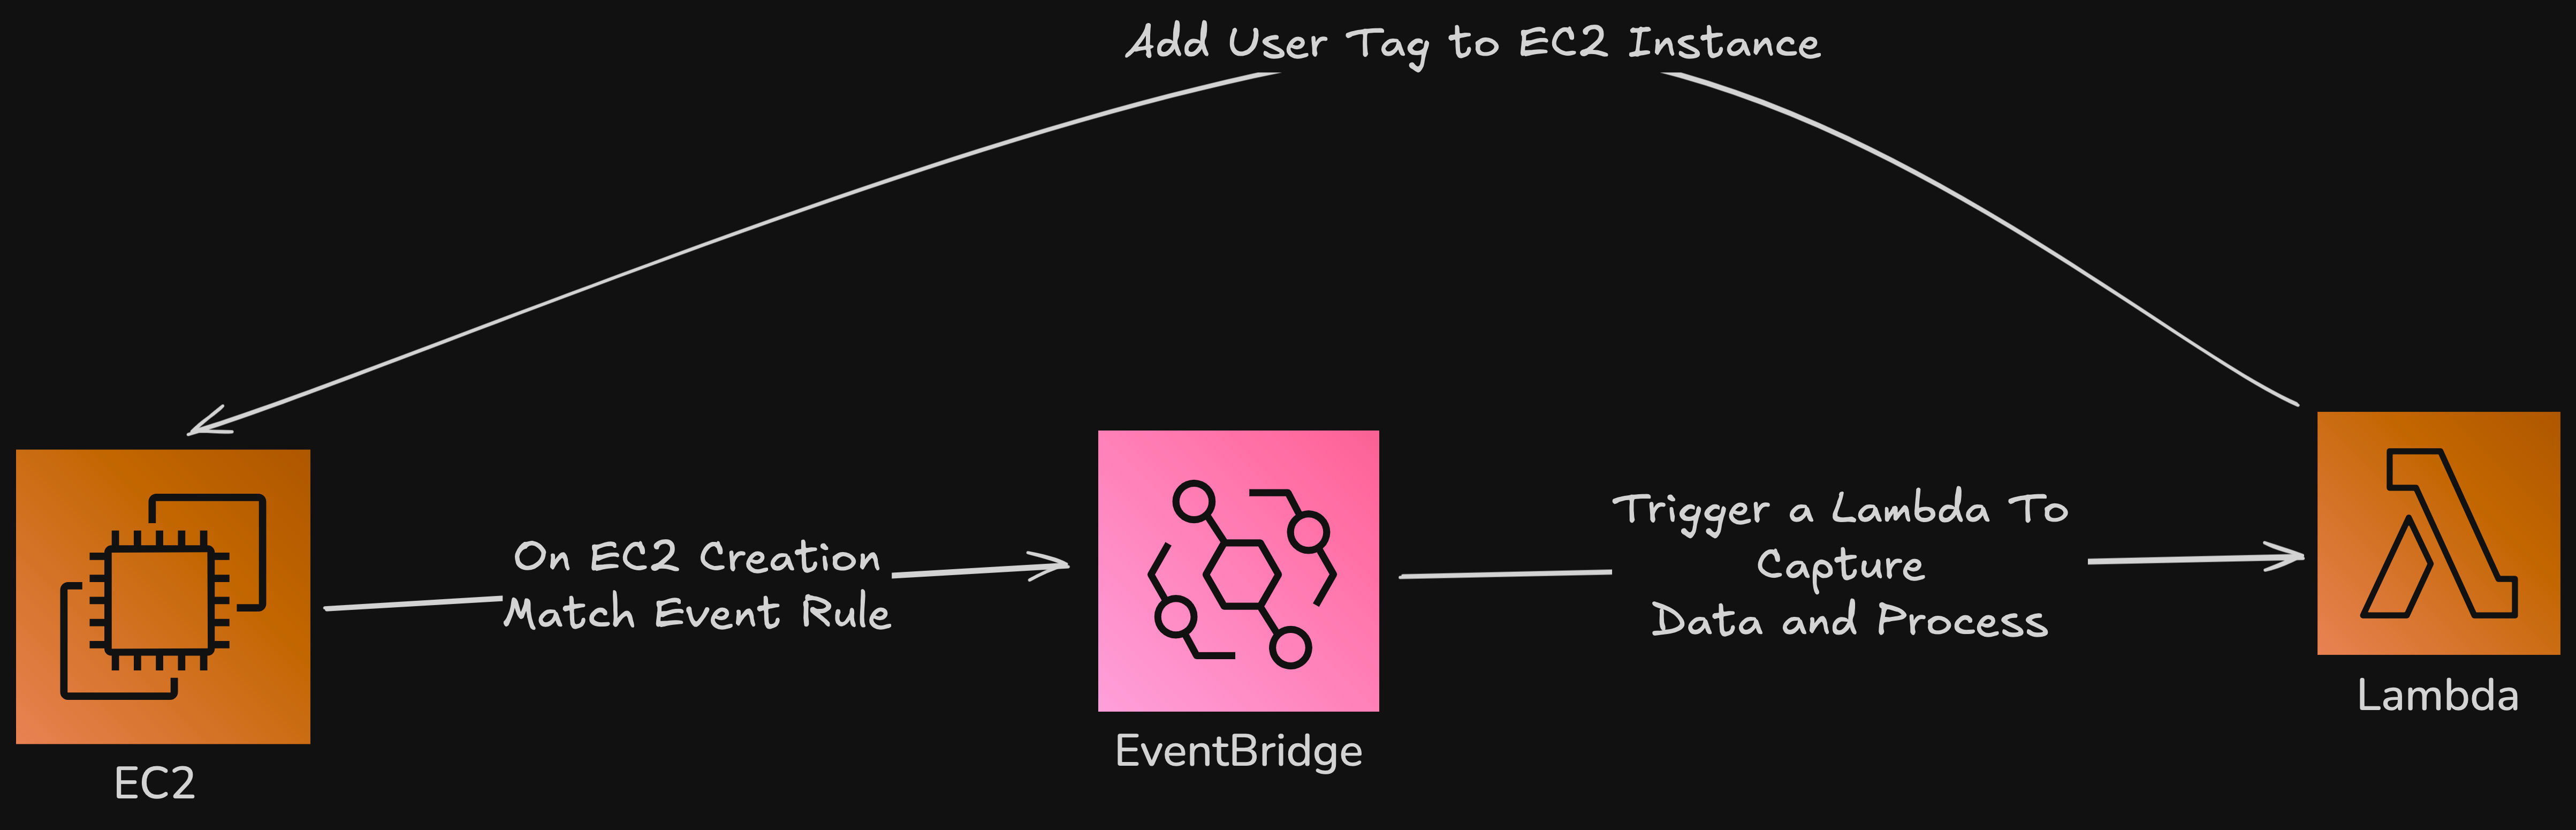 Add User Tag to EC2 Instance
On EC2 Creation
Match Event Rule
Trigger a Lambda To
Capture
Data and Process
EC2
EventBridge
Lambda